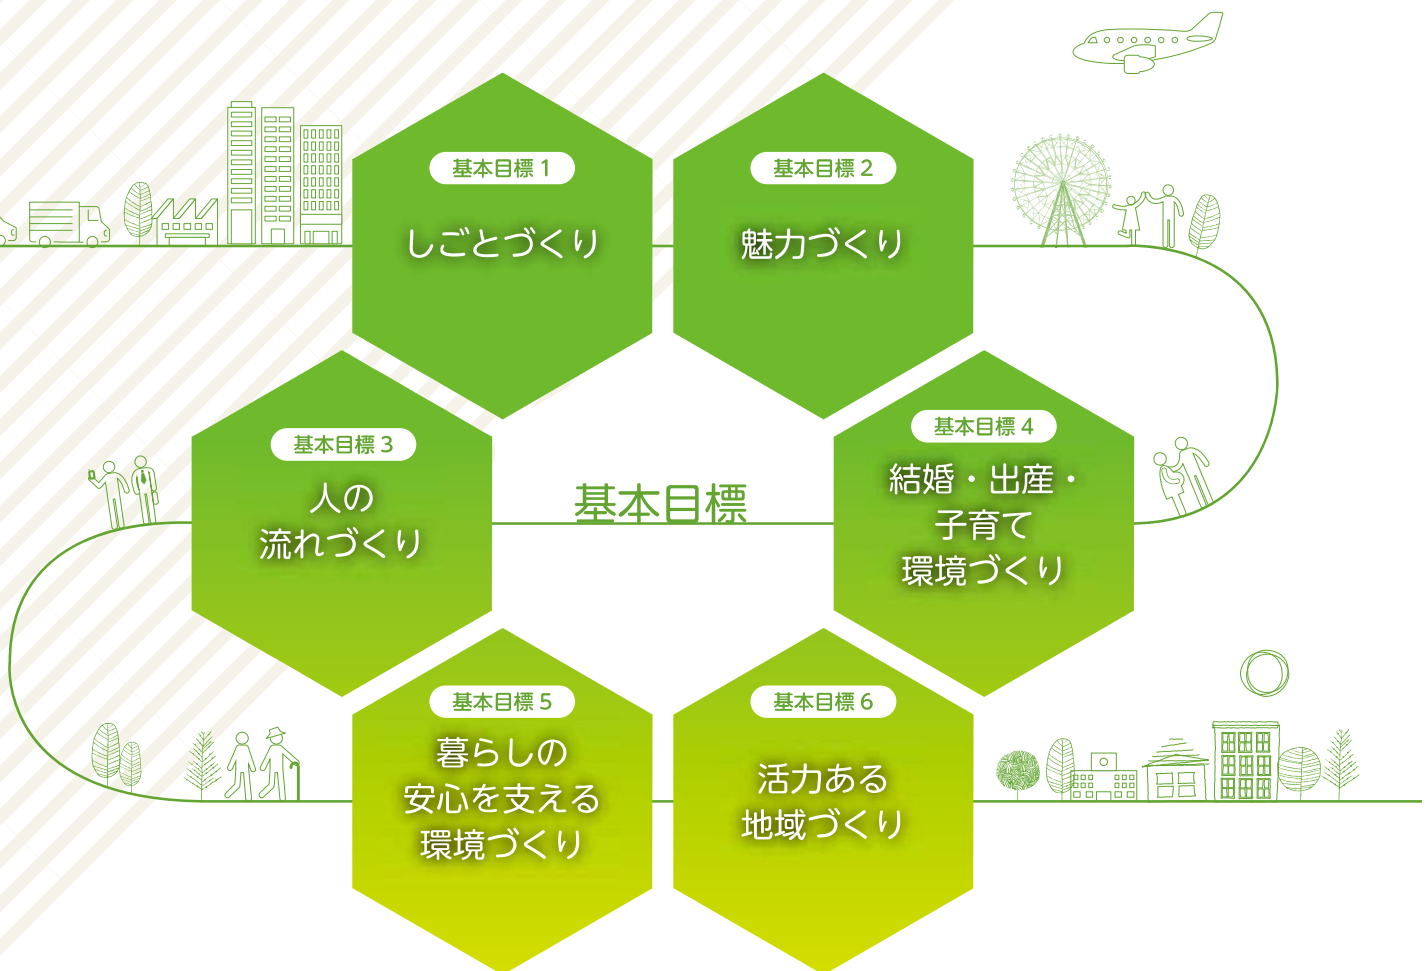 基本目標 1
しごとづくり
基本目標 2
魅力づくり
基本目標 3
人の
流れづくり
基本目標
基本目標 4
結婚・出産・
子育て
環境づくり
基本目標 5
暮らしの
安心を支える
環境づくり
基本目標 6
活力ある
地域づくり